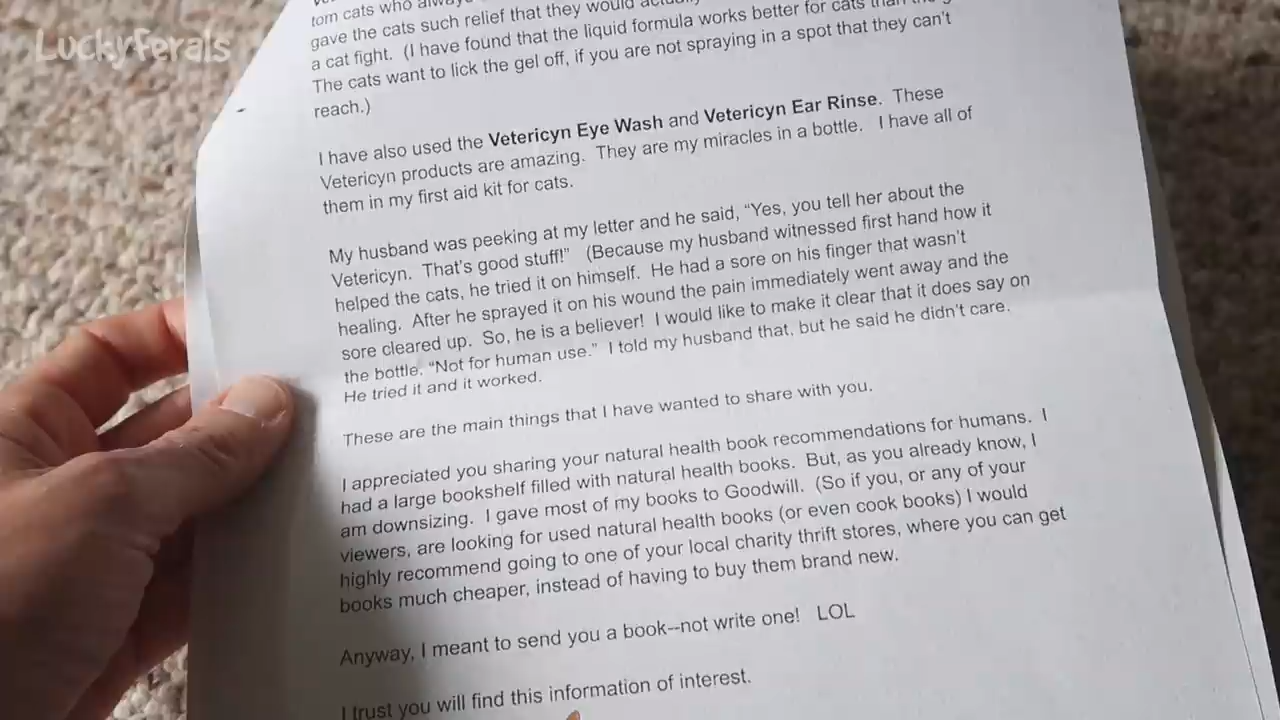 LuckyFerals
tom cats who always
gave the cats such relief that they would actually
a cat fight. (I have found that the liquid formula works better for cats than the g
The cats want to lick the gel off, if you are not spraying in a spot that they can't
reach.)
I have also used the Vetericyn Eye Wash and Vetericyn Ear Rinse. These
Vetericyn products are amazing. They are my miracles in a bottle. I have all of
them in my first aid kit for cats.
My husband was peeking at my letter and he said, “Yes, you tell her about the
Vetericyn. That's good stuff!” (Because my husband witnessed first hand how it
helped the cats, he tried it on himself. He had a sore on his finger that wasn't
healing. After he sprayed it on his wound the pain immediately went away and the
sore cleared up. So, he is a believer! I would like to make it clear that it does say on
the bottle. “Not for human use.” I told my husband that, but he said he didn't care.
He tried it and it worked.
These are the main things that I have wanted to share with you.
I appreciated you sharing your natural health book recommendations for humans. I
had a large bookshelf filled with natural health books. But, as you already know, I
am downsizing. I gave most of my books to Goodwill. (So if you, or any of your
viewers, are looking for used natural health books (or even cook books) I would
highly recommend going to one of your local charity thrift stores, where you can get
books much cheaper, instead of having to buy them brand new.
Anyway, I meant to send you a book--not write one! LOL
I trust you will find this information of interest.